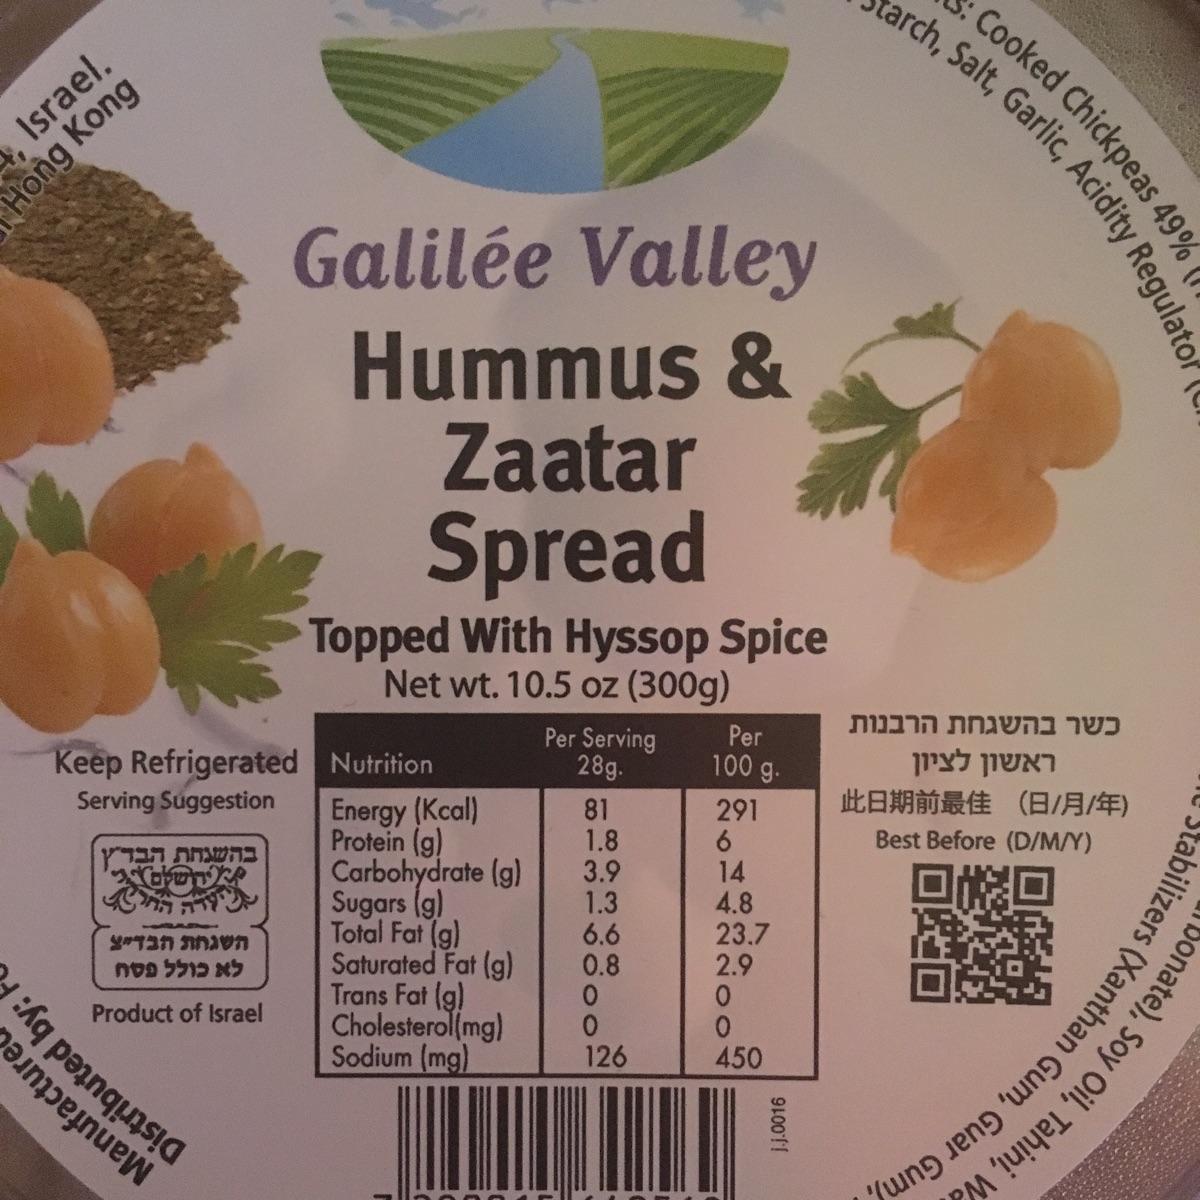 Israel.
Hong Kong
Cooked Chickpeas 49%
Starch, Salt, Garlic, Acidity Regulator
Galilée Valley
Hummus &
Zaatar
Spread
Topped With Hyssop Spice
Net wt. 10.5 oz (300g)
Keep Refrigerated
Serving Suggestion
בהשגחת הבד"ץ
ירושלם
השגחת הבד"צ
לא כולל פסח
Product of Israel
Nutrition Per Serving 28g. Per 100 g.
Energy (Kcal) 81 291
Protein (g) 1.8 6
Carbohydrate (g) 3.9 14
Sugars (g) 1.3 4.8
Total Fat (g) 6.6 23.7
Saturated Fat (g) 0.8 2.9
Trans Fat (g) 0 0
Cholesterol(mg) 0 0
Sodium (mg) 126 450
כשר בהשגחת הרבנות
ראשון לציון
此日期前最佳 (日/月/年)
Best Before (D/M/Y)
Soy Oil, Tahini,
Stabilizers (Xanthan Gum, Guar Gum),
Manufactured
Distributed by:
j.j.0016